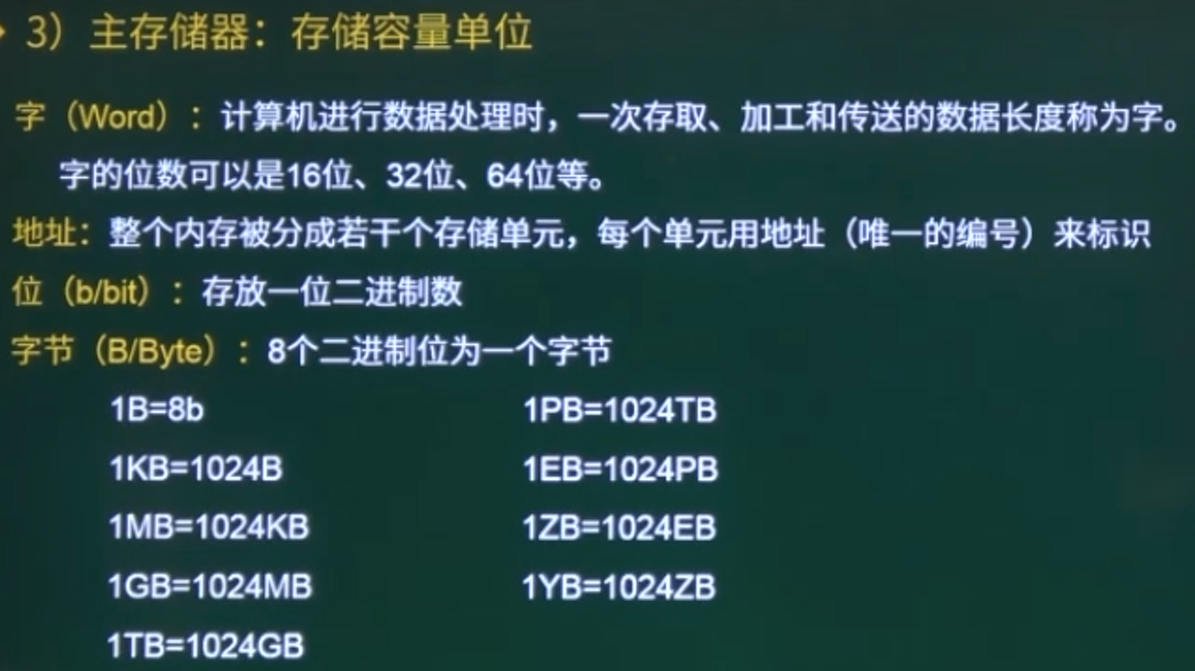 3）主存储器：存储容量单位
字（Word）：计算机进行数据处理时，一次存取、加工和传送的数据长度称为字。
字的位数可以是16位、32位、64位等。
地址：整个内存被分成若干个存储单元，每个单元用地址（唯一的编号）来标识
位（b/bit）：存放一位二进制数
字节（B/Byte）：8个二进制位为一个字节
1B=8b
1KB=1024B
1MB=1024KB
1GB=1024MB
1TB=1024GB
1PB=1024TB
1EB=1024PB
1ZB=1024EB
1YB=1024ZB